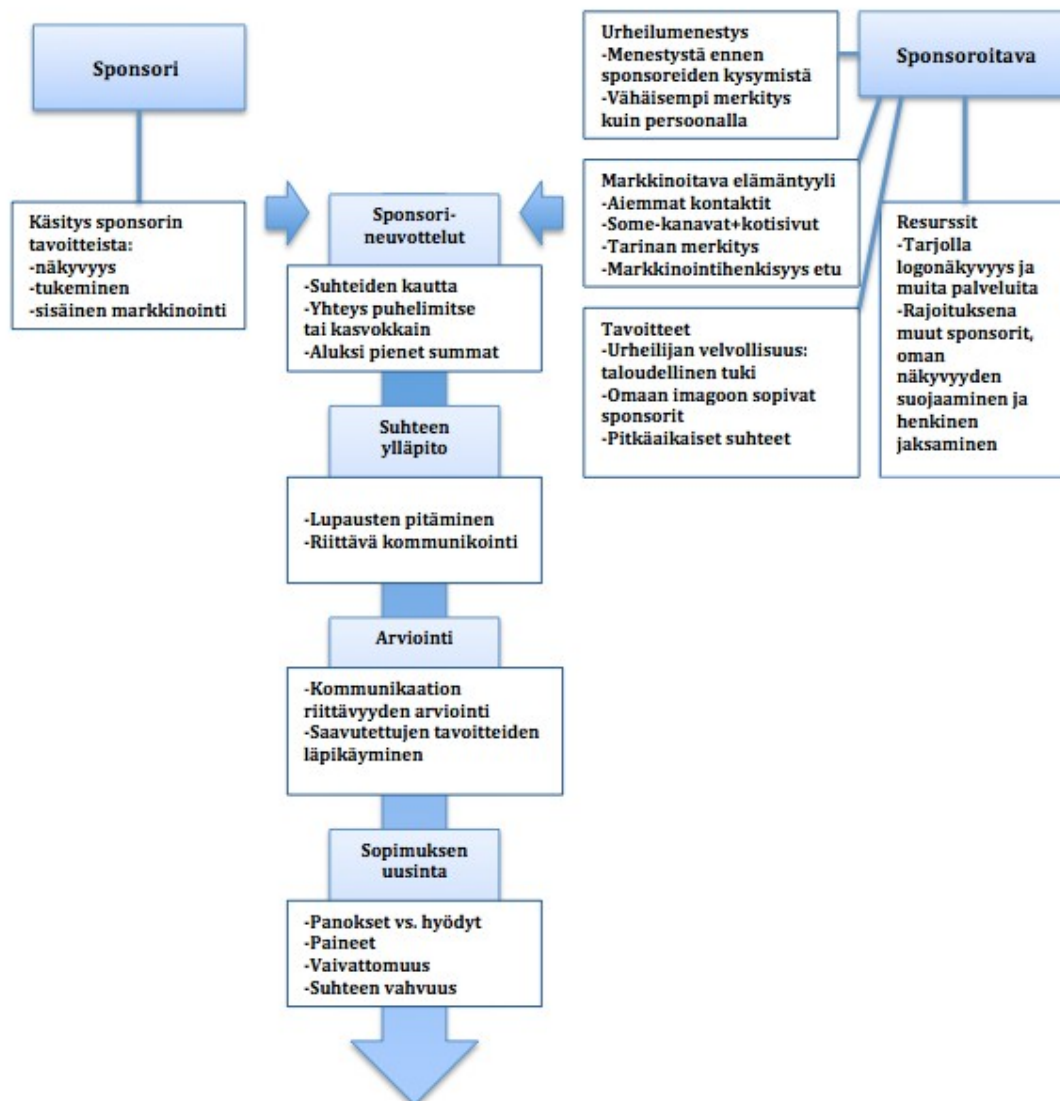 Sponsori
Käsitys sponsorin
tavoitteista:
-näkyvyys
-tukeminen
-sisäinen markkinointi
Urheilumenestys
-Menestystä ennen
sponsoreiden kysymistä
-Vähäisempi merkitys
kuin persoonalla
Sponsoroitava
Markkinoitava elämäntyyli
-Aiemmat kontaktit
-Some-kanavat+kotisivut
-Tarinan merkitys
-Markkinointihenkisyys etu
Tavoitteet
-Urheilijan velvollisuus:
taloudellinen tuki
-Omaan imagoon sopivat
sponsorit
-Pitkäaikaiset suhteet
Resurssit
-Tarjolla
logonäkyvyys ja
muita palveluita
-Rajoituksena
muut sponsorit,
oman
näkyvyyden
suojaaminen ja
henkinen
jaksaminen
Sponsori-
neuvottelut
-Suhteiden kautta
-Yhteys puhelimitse
tai kasvokkain
-Aluksi pienet summat
Suhteen
ylläpito
-Lupausten pitäminen
-Riittävä kommunikointi
Arviointi
-Kommunikaation
riittävyyden arviointi
-Saavutettujen tavoitteiden
läpikäyminen
Sopimuksen
uusinta
-Panokset vs. hyödyt
-Paineet
-Vaivattomuus
-Suhteen vahvuus